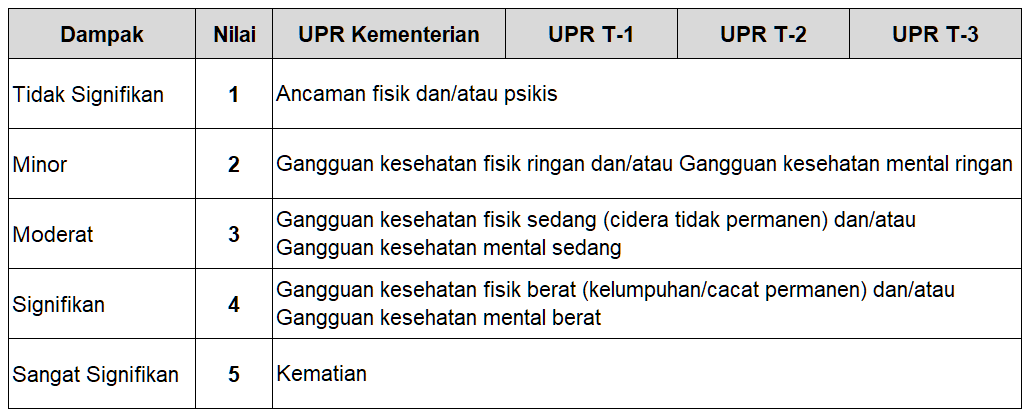 Dampak Nilai UPR Kementerian UPR T-1 UPR T-2 UPR T-3
Tidak Signifikan 1 Ancaman fisik dan/atau psikis
Minor 2 Gangguan kesehatan fisik ringan dan/atau Gangguan kesehatan mental ringan
Moderat 3 Gangguan kesehatan fisik sedang (cidera tidak permanen) dan/atau
Gangguan kesehatan mental sedang
Signifikan 4 Gangguan kesehatan fisik berat (kelumpuhan/cacat permanen) dan/atau
Gangguan kesehatan mental berat
Sangat Signifikan 5 Kematian